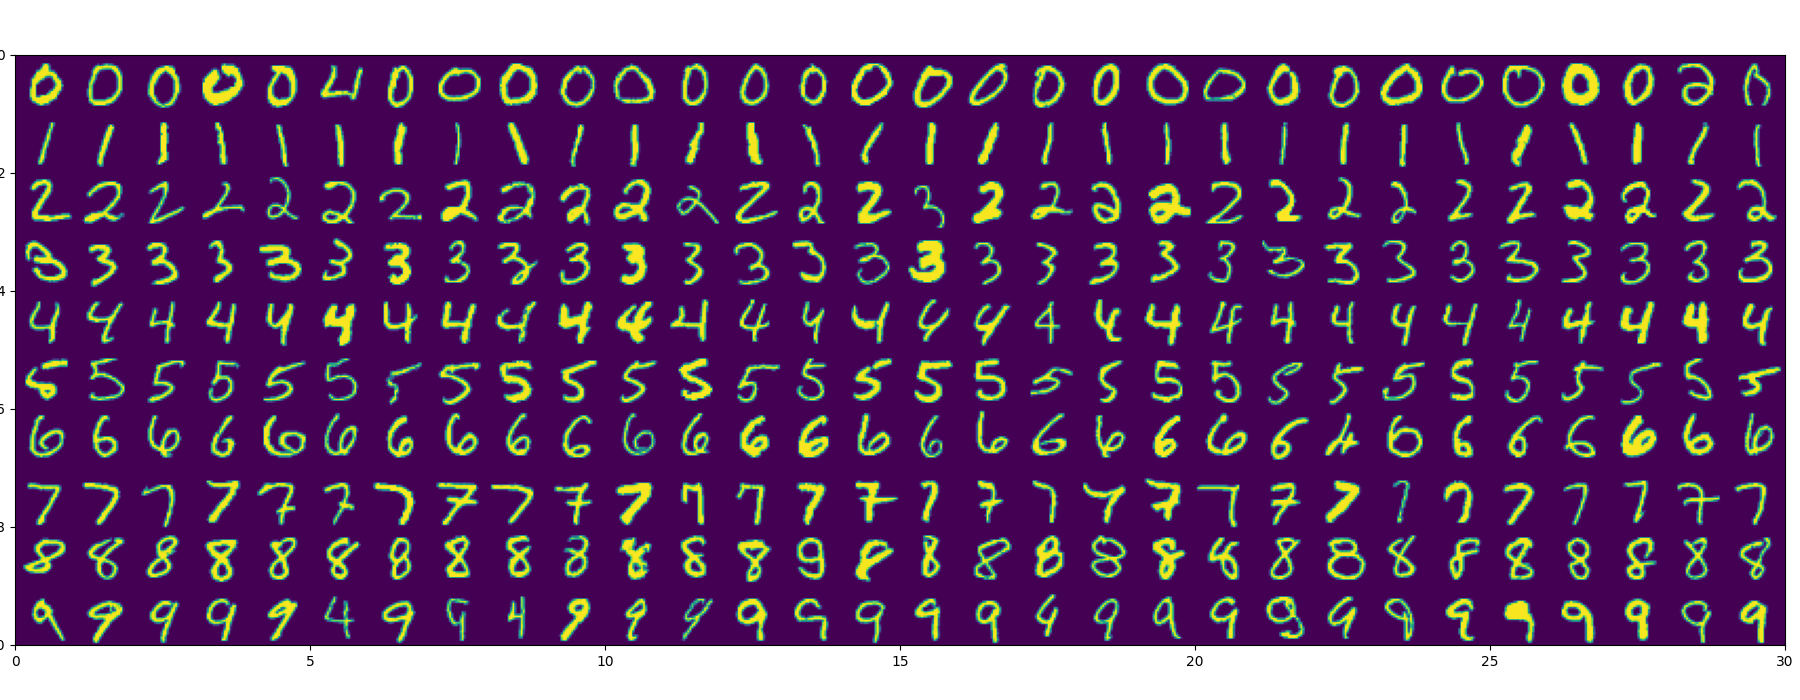 0 0 0 0 0 4 0 0 0 0 0 0 0 0 0 0 0 0 0 0 0 0 0 0 0 0 0 0 2
1 1 1 1 1 1 1 1 1 1 1 1 1 1 1 1 1 1 1 1 1 1 1 1 1 1 1 1 1 1
2 2 2 2 2 2 2 2 2 2 2 2 2 2 2 3 2 2 2 2 2 2 2 2 2 2 2 2 2 2
3 3 3 3 3 3 3 3 3 3 3 3 3 3 3 3 3 3 3 3 3 3 3 3 3 3 3 3 3 3
4 4 4 4 4 4 4 4 4 4 4 4 4 4 4 4 4 4 4 4 4 4 4 4 4 4 4 4 4 4
5 5 5 5 5 5 5 5 5 5 5 5 5 5 5 5 5 5 5 5 5 5 5 5 5 5 5 5 5 5
6 6 6 6 6 6 6 6 6 6 6 6 6 6 6 6 6 6 6 6 6 6 4 6 6 6 6 6 6 6
7 7 7 7 7 7 7 7 7 7 7 7 7 7 7 7 7 7 7 7 7 7 7 7 7 7 7 7 7 7
8 8 8 8 8 8 8 8 8 8 8 8 8 9 8 8 8 8 8 8 8 8 8 8 8 8 8 8 8 8
9 9 9 9 9 4 9 9 4 9 9 9 9 9 9 9 9 9 9 9 9 9 9 9 9 9 9 9 9 9
0 5 10 15 20 25 30